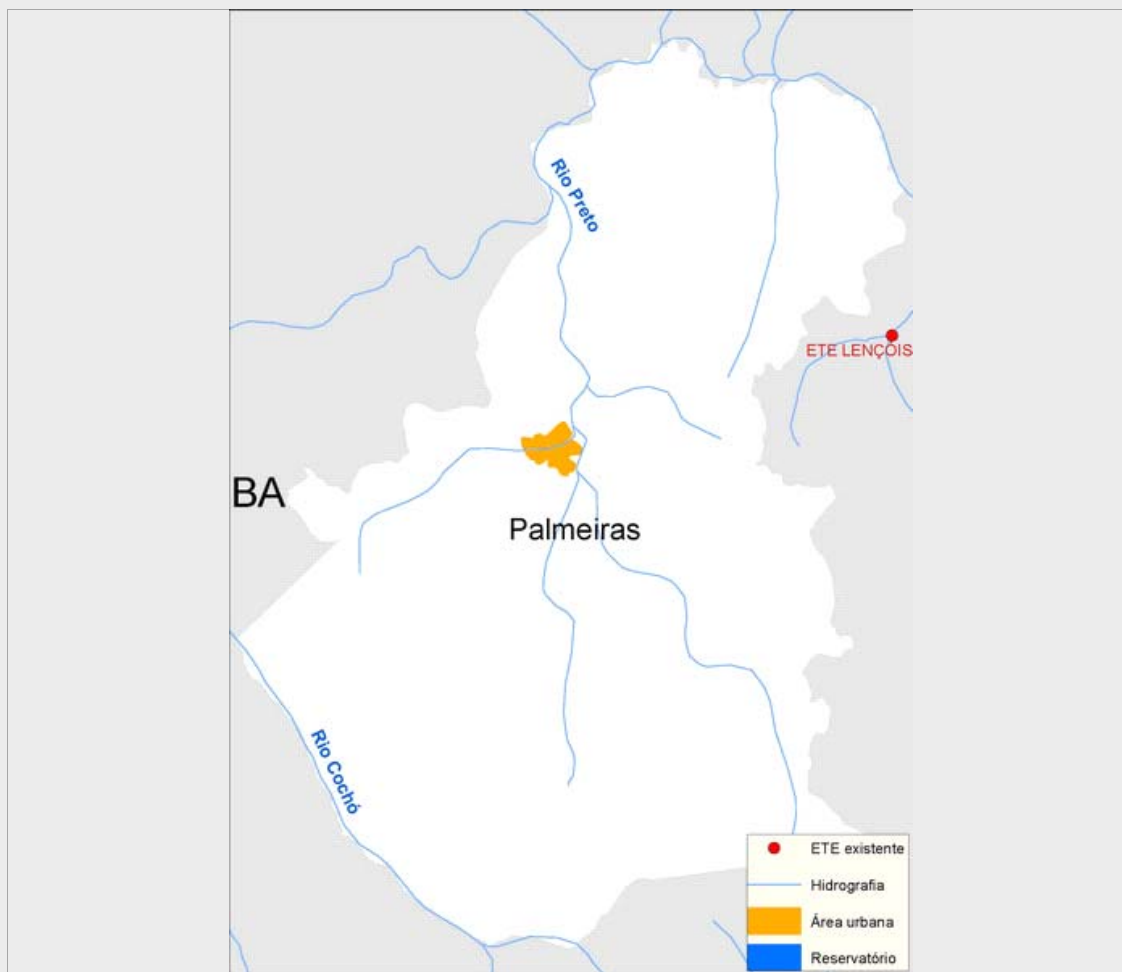 Rio Preto
ETE LENÇOIS
BA
Palmeiras
Rio Cochó
ETE existente
Hidrografia
Área urbana
Reservatório